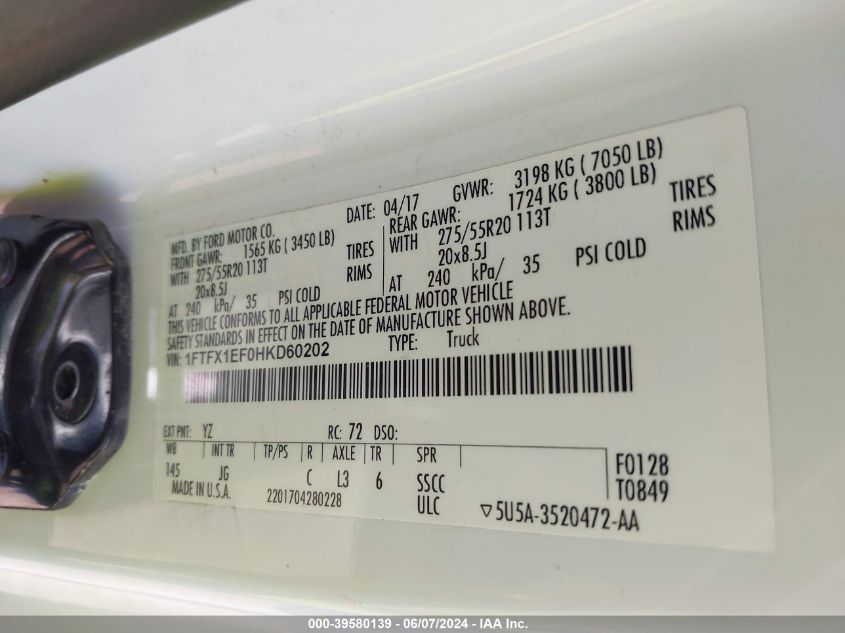 MFD. BY FORD MOTOR CO. DATE: 04/17 GVWR: 3198 KG ( 7050 LB)
FRONT GAWR: 1565 KG ( 3450 LB) REAR GAWR: 1724 KG ( 3800 LB)
WITH 275/55R20 113T TIRES WITH 275/55R20 113T TIRES
20x8.5J RIMS 20x8.5J RIMS
AT 240 kPa/ 35 PSI COLD AT 240 kPa/ 35 PSI COLD
THIS VEHICLE CONFORMS TO ALL APPLICABLE FEDERAL MOTOR VEHICLE
SAFETY STANDARDS IN EFFECT ON THE DATE OF MANUFACTURE SHOWN ABOVE.
VIN: 1FTFX1EF0HKD60202 TYPE: Truck
EXT PNT: YZ RC: 72 DSO:
WB INT TR TP/PS R AXLE TR SPR
145 JG C L3 6 SSCC F0128
MADE IN U.S.A. 2201704280228 ULC T0849
▽5U5A-3520472-AA
000-39580139 - 06/07/2024 - IAA Inc.